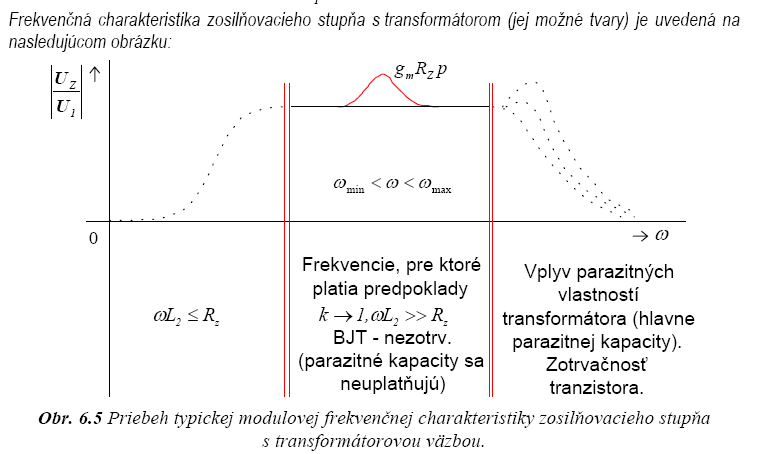 Frekvenčná charakteristika zosilňovacieho stupňa s transformátorom (jej možné tvary) je uvedená na
nasledujúcom obrázku:
|U_Z / U_1| ↑
g_m R_Z p
ω_min < ω < ω_max
0
→ ω
ωL_2 ≤ R_z
Frekvencie, pre ktoré
platia predpoklady
k → 1, ωL_2 >> R_z
BJT - nezotrv.
(parazitné kapacity sa
neuplatňujú)
Vplyv parazitných
vlastností
transformátora (hlavne
parazitnej kapacity).
Zotrvačnosť
tranzistora.
Obr. 6.5 Priebeh typickej modulovej frekvenčnej charakteristiky zosilňovacieho stupňa
s transformátorovou väzbou.